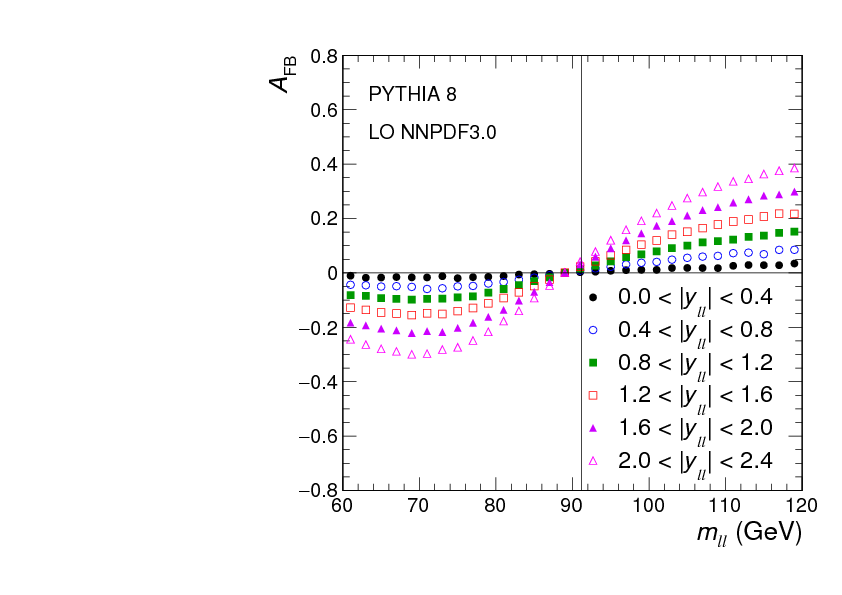 A_FB
0.8
0.6
0.4
0.2
0
−0.2
−0.4
−0.6
−0.8
PYTHIA 8
LO NNPDF3.0
0.0 < |y_ll| < 0.4
0.4 < |y_ll| < 0.8
0.8 < |y_ll| < 1.2
1.2 < |y_ll| < 1.6
1.6 < |y_ll| < 2.0
2.0 < |y_ll| < 2.4
60 70 80 90 100 110 120
m_ll (GeV)